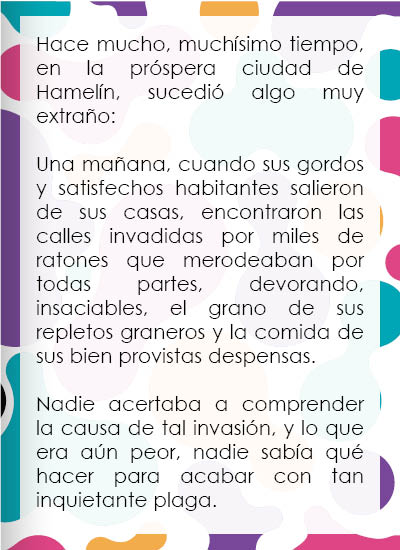 Hace mucho, muchísimo tiempo,
en la próspera ciudad de
Hamelín, sucedió algo muy
extraño:
Una mañana, cuando sus gordos
y satisfechos habitantes salieron
de sus casas, encontraron las
calles invadidas por miles de
ratones que merodeaban por
todas partes, devorando,
insaciables, el grano de sus
repletos graneros y la comida de
sus bien provistas despensas.
Nadie acertaba a comprender
la causa de tal invasión, y lo que
era aún peor, nadie sabía qué
hacer para acabar con tan
inquietante plaga.